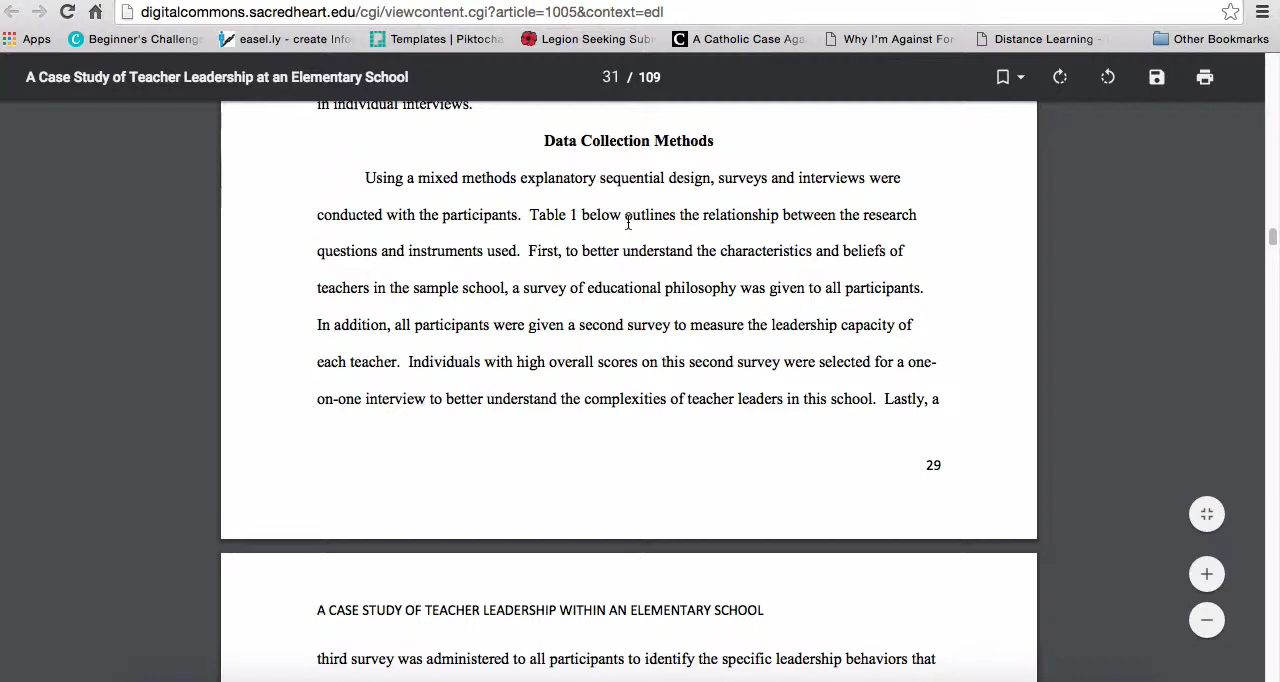 digitalcommons.sacredheart.edu/cgi/viewcontent.cgi?article=1005&context=edl
Apps Beginner's Challeng easel.ly - create Info Templates | Piktocha Legion Seeking Sub A Catholic Case Aga Why I'm Against For Distance Learning - Other Bookmarks
A Case Study of Teacher Leadership at an Elementary School 31 / 109
in individual interviews.
Data Collection Methods
Using a mixed methods explanatory sequential design, surveys and interviews were
conducted with the participants. Table 1 below outlines the relationship between the research
questions and instruments used. First, to better understand the characteristics and beliefs of
teachers in the sample school, a survey of educational philosophy was given to all participants.
In addition, all participants were given a second survey to measure the leadership capacity of
each teacher. Individuals with high overall scores on this second survey were selected for a one-
on-one interview to better understand the complexities of teacher leaders in this school. Lastly, a
29
A CASE STUDY OF TEACHER LEADERSHIP WITHIN AN ELEMENTARY SCHOOL
third survey was administered to all participants to identify the specific leadership behaviors that